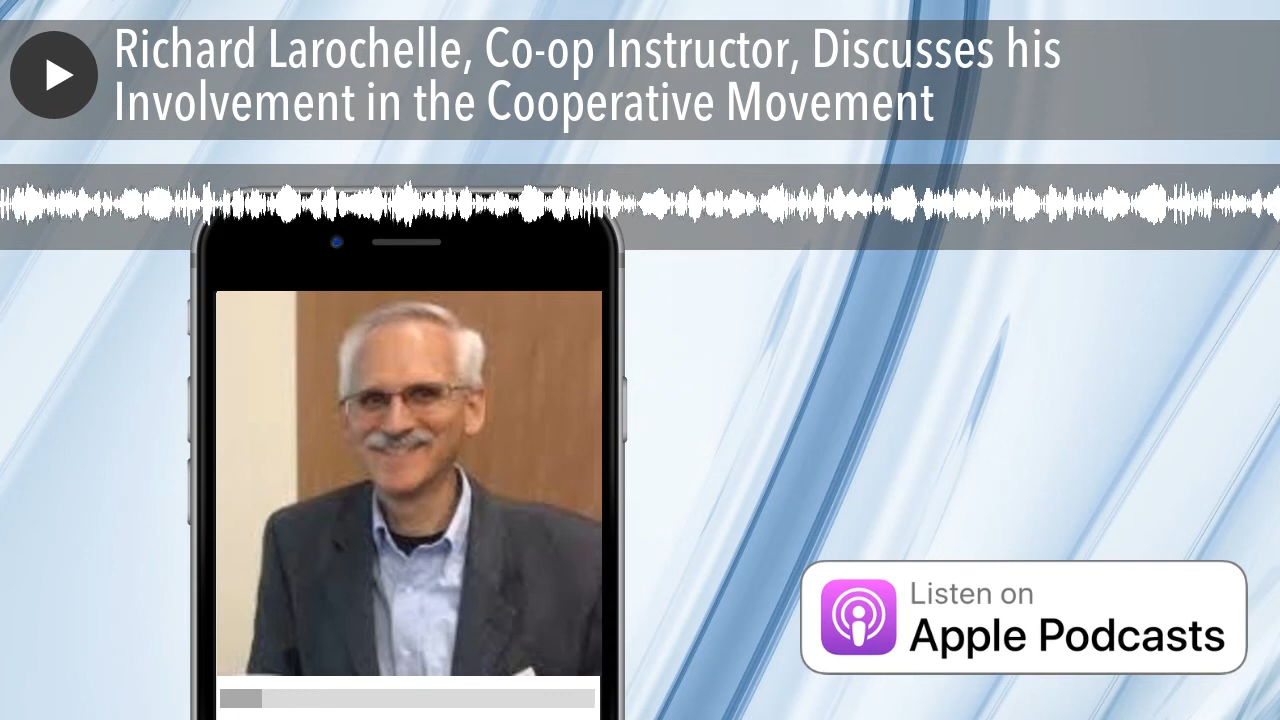 Richard Larochelle, Co-op Instructor, Discusses his
Involvement in the Cooperative Movement
Listen on
Apple Podcasts